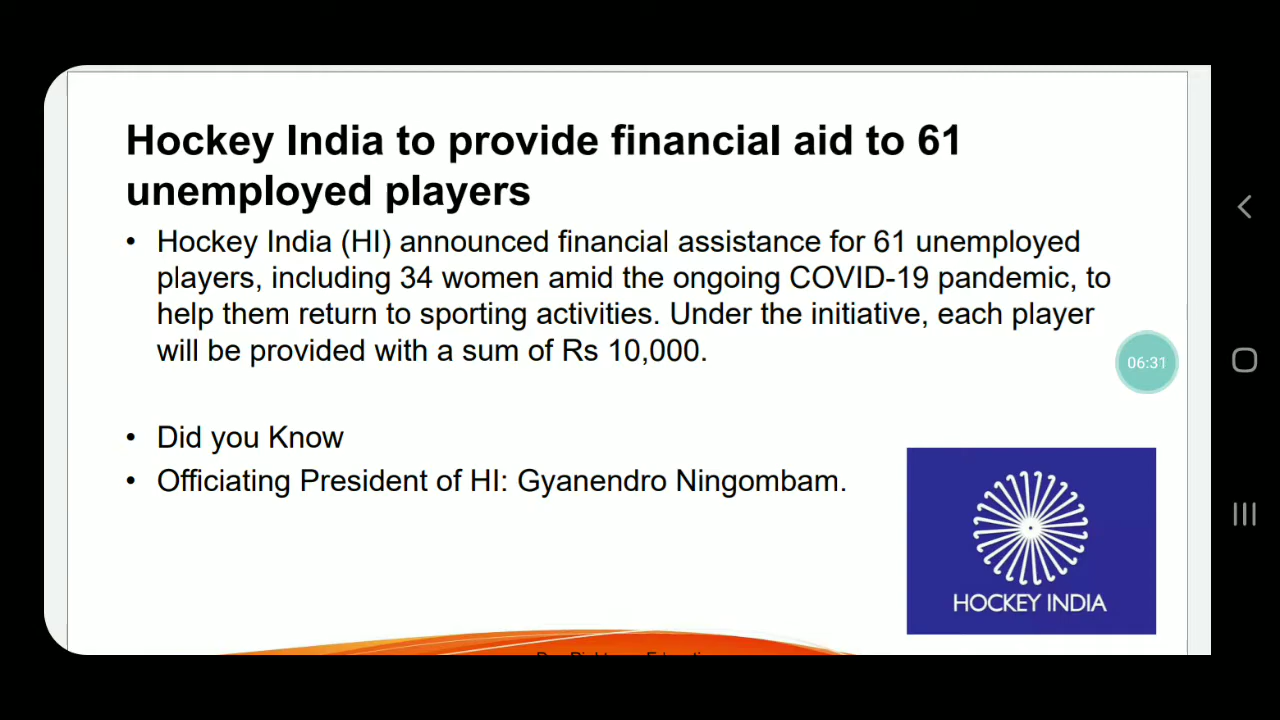 Hockey India to provide financial aid to 61
unemployed players
• Hockey India (HI) announced financial assistance for 61 unemployed
players, including 34 women amid the ongoing COVID-19 pandemic, to
help them return to sporting activities. Under the initiative, each player
will be provided with a sum of Rs 10,000.
06:31
• Did you Know
• Officiating President of HI: Gyanendro Ningombam.
HOCKEY INDIA